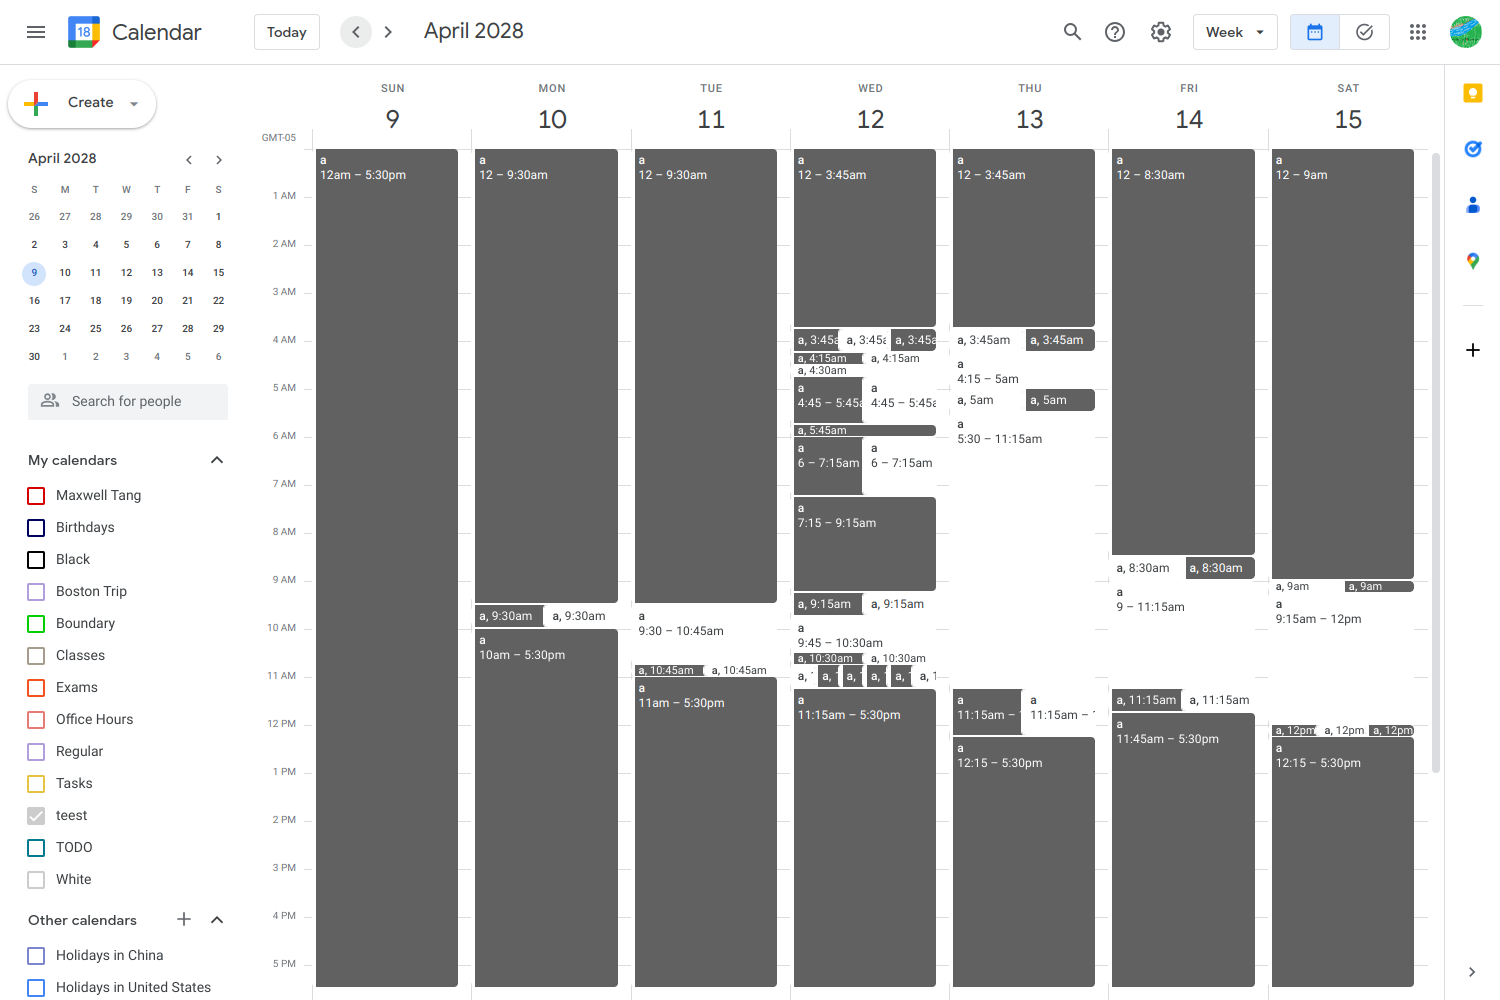 18 Calendar
Today
April 2028
Week
Create
April 2028
S M T W T F S
26 27 28 29 30 31 1
2 3 4 5 6 7 8
9 10 11 12 13 14 15
16 17 18 19 20 21 22
23 24 25 26 27 28 29
30 1 2 3 4 5 6
Search for people
My calendars
Maxwell Tang
Birthdays
Black
Boston Trip
Boundary
Classes
Exams
Office Hours
Regular
Tasks
teest
TODO
White
Other calendars
Holidays in China
Holidays in United States
GMT-05
1 AM
2 AM
3 AM
4 AM
5 AM
6 AM
7 AM
8 AM
9 AM
10 AM
11 AM
12 PM
1 PM
2 PM
3 PM
4 PM
5 PM
SUN
9
a
12am – 5:30pm
MON
10
a
12 – 9:30am
a, 9:30am
a, 9:30am
a
10am – 5:30pm
TUE
11
a
12 – 9:30am
a
9:30 – 10:45am
a, 10:45am
a, 10:45am
a
11am – 5:30pm
WED
12
a
12 – 3:45am
a, 3:45a
a, 3:45a
a, 3:45a
a, 4:15am
a, 4:15am
a, 4:30am
a
4:45 – 5:45a
a
4:45 – 5:45a
a, 5:45am
a
6 – 7:15am
a
6 – 7:15am
a
7:15 – 9:15am
a, 9:15am
a, 9:15am
a
9:45 – 10:30am
a, 10:30am
a, 10:30am
a,
a,
a,
a,
a,
a, 1
a
11:15am – 5:30pm
THU
13
a
12 – 3:45am
a, 3:45am
a, 3:45am
a
4:15 – 5am
a, 5am
a, 5am
a
5:30 – 11:15am
a
11:15am –
a
11:15am –
a
12:15 – 5:30pm
FRI
14
a
12 – 8:30am
a, 8:30am
a, 8:30am
a
9 – 11:15am
a, 11:15am
a, 11:15am
a
11:45am – 5:30pm
SAT
15
a
12 – 9am
a, 9am
a, 9am
a
9:15am – 12pm
a, 12pm
a, 12pm
a, 12pm
a
12:15 – 5:30pm